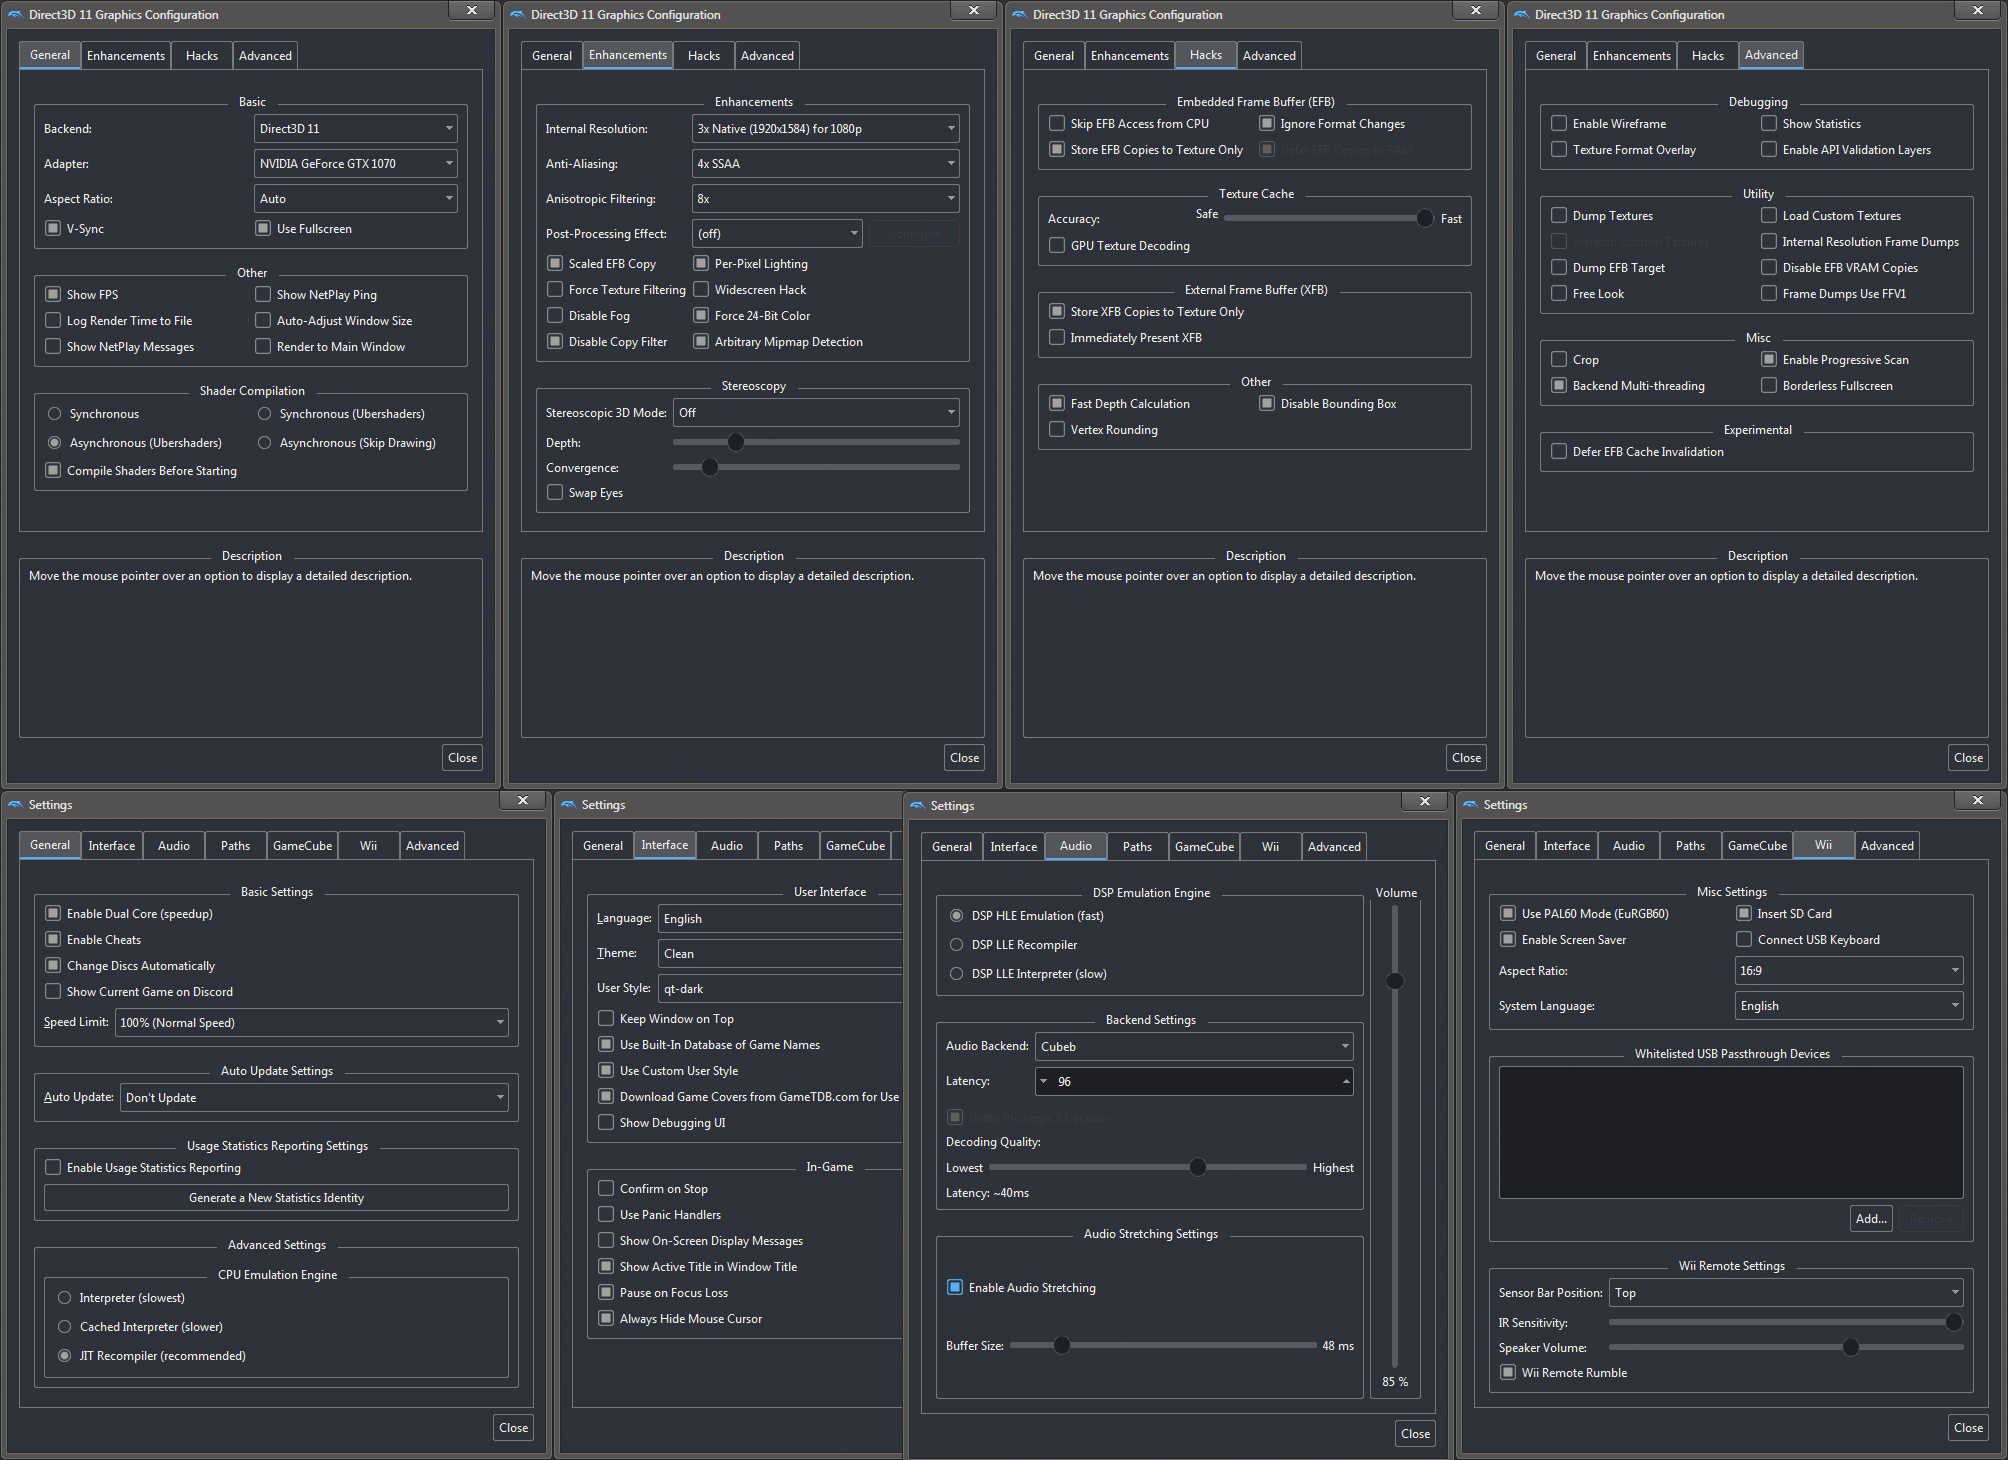 Direct3D 11 Graphics Configuration
General Enhancements Hacks Advanced
Basic
Backend: Direct3D 11
Adapter: NVIDIA GeForce GTX 1070
Aspect Ratio: Auto
V-Sync Use Fullscreen
Other
Show FPS Show NetPlay Ping
Log Render Time to File Auto-Adjust Window Size
Show NetPlay Messages Render to Main Window
Shader Compilation
Synchronous Synchronous (Ubershaders)
Asynchronous (Ubershaders) Asynchronous (Skip Drawing)
Compile Shaders Before Starting
Description
Move the mouse pointer over an option to display a detailed description.
Close
Direct3D 11 Graphics Configuration
General Enhancements Hacks Advanced
Enhancements
Internal Resolution: 3x Native (1920x1584) for 1080p
Anti-Aliasing: 4x SSAA
Anisotropic Filtering: 8x
Post-Processing Effect: (off) Configure
Scaled EFB Copy Per-Pixel Lighting
Force Texture Filtering Widescreen Hack
Disable Fog Force 24-Bit Color
Disable Copy Filter Arbitrary Mipmap Detection
Stereoscopy
Stereoscopic 3D Mode: Off
Depth:
Convergence:
Swap Eyes
Description
Move the mouse pointer over an option to display a detailed description.
Close
Direct3D 11 Graphics Configuration
General Enhancements Hacks Advanced
Embedded Frame Buffer (EFB)
Skip EFB Access from CPU Ignore Format Changes
Store EFB Copies to Texture Only Defer EFB Copies to RAM
Texture Cache
Accuracy: Safe Fast
GPU Texture Decoding
External Frame Buffer (XFB)
Store XFB Copies to Texture Only
Immediately Present XFB
Other
Fast Depth Calculation Disable Bounding Box
Vertex Rounding
Description
Move the mouse pointer over an option to display a detailed description.
Close
Direct3D 11 Graphics Configuration
General Enhancements Hacks Advanced
Debugging
Enable Wireframe Show Statistics
Texture Format Overlay Enable API Validation Layers
Utility
Dump Textures Load Custom Textures
Prefetch Custom Textures Internal Resolution Frame Dumps
Dump EFB Target Disable EFB VRAM Copies
Free Look Frame Dumps Use FFV1
Misc
Crop Enable Progressive Scan
Backend Multi-threading Borderless Fullscreen
Experimental
Defer EFB Cache Invalidation
Description
Move the mouse pointer over an option to display a detailed description.
Close
Settings
General Interface Audio Paths GameCube Wii Advanced
Basic Settings
Enable Dual Core (speedup)
Enable Cheats
Change Discs Automatically
Show Current Game on Discord
Speed Limit: 100% (Normal Speed)
Auto Update Settings
Auto Update: Don't Update
Usage Statistics Reporting Settings
Enable Usage Statistics Reporting
Generate a New Statistics Identity
Advanced Settings
CPU Emulation Engine
Interpreter (slowest)
Cached Interpreter (slower)
JIT Recompiler (recommended)
Close
Settings
General Interface Audio Paths GameCube
User Interface
Language: English
Theme: Clean
User Style: qt-dark
Keep Window on Top
Use Built-In Database of Game Names
Use Custom User Style
Download Game Covers from GameTDB.com for Use
Show Debugging UI
In-Game
Confirm on Stop
Use Panic Handlers
Show On-Screen Display Messages
Show Active Title in Window Title
Pause on Focus Loss
Always Hide Mouse Cursor
Settings
General Interface Audio Paths GameCube Wii Advanced
DSP Emulation Engine Volume
DSP HLE Emulation (fast)
DSP LLE Recompiler
DSP LLE Interpreter (slow)
Backend Settings
Audio Backend: Cubeb
Latency: 96
Dolby Pro Logic II Decoder
Decoding Quality:
Lowest Highest
Latency: ~40ms
Audio Stretching Settings
Enable Audio Stretching
Buffer Size: 48 ms
85 %
Close
Settings
General Interface Audio Paths GameCube Wii Advanced
Misc Settings
Use PAL60 Mode (EuRGB60) Insert SD Card
Enable Screen Saver Connect USB Keyboard
Aspect Ratio: 16:9
System Language: English
Whitelisted USB Passthrough Devices
Add... Remove
Wii Remote Settings
Sensor Bar Position: Top
IR Sensitivity:
Speaker Volume:
Wii Remote Rumble
Close